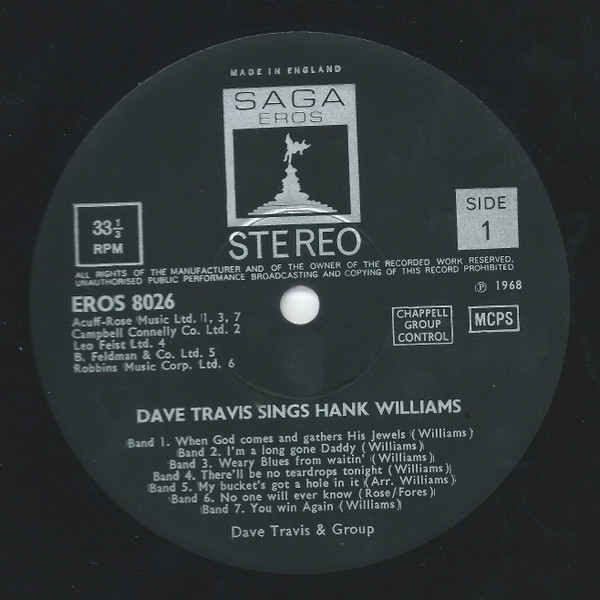 MADE IN ENGLAND
SAGA
EROS
33 1/3
RPM
SIDE
1
STEREO
ALL RIGHTS OF THE MANUFACTURER AND OF THE OWNER OF THE RECORDED WORK RESERVED,
UNAUTHORISED PUBLIC PERFORMANCE BROADCASTING AND COPYING OF THIS RECORD PROHIBITED
℗ 1968
EROS 8026
Acuff-Rose Music Ltd. 1, 3, 7
Campbell Connelly Co. Ltd. 2
Leo Feist Ltd. 4
B. Feldman & Co. Ltd. 5
Robbins Music Corp. Ltd. 6
CHAPPELL
GROUP
CONTROL
MCPS
DAVE TRAVIS SINGS HANK WILLIAMS
Band 1. When God comes and gathers His Jewels (Williams)
Band 2. I'm a long gone Daddy (Williams)
Band 3. Weary Blues from waitin' (Williams)
Band 4. There'll be no teardrops tonight (Williams)
Band 5. My bucket's got a hole in it (Arr. Williams)
Band 6. No one will ever know (Rose/Fores)
Band 7. You win Again (Williams)
Dave Travis & Group